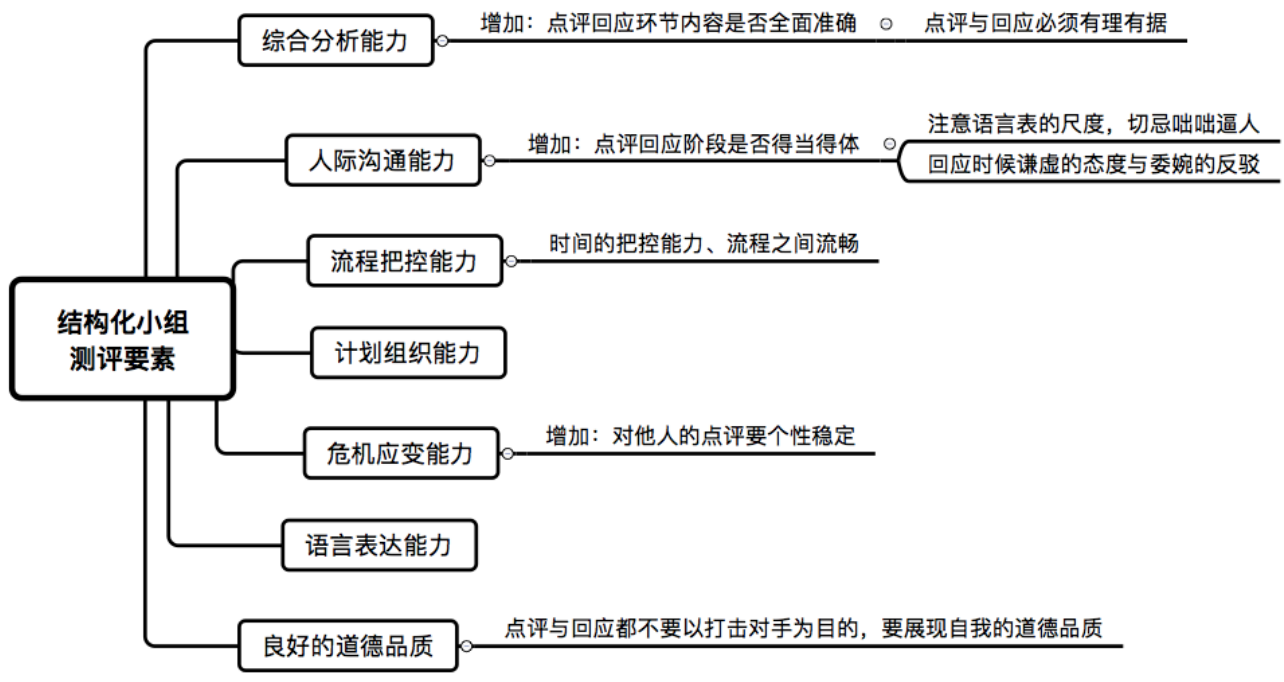 综合分析能力
增加：点评回应环节内容是否全面准确
点评与回应必须有理有据
人际沟通能力
增加：点评回应阶段是否得当得体
注意语言表的尺度，切忌咄咄逼人
回应时候谦虚的态度与委婉的反驳
流程把控能力
时间的把控能力、流程之间流畅
结构化小组
测评要素
计划组织能力
危机应变能力
增加：对他人的点评要个性稳定
语言表达能力
良好的道德品质
点评与回应都不要以打击对手为目的，要展现自我的道德品质